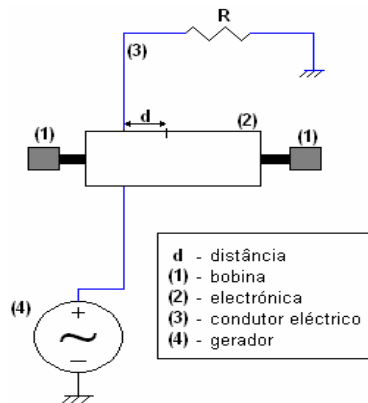 R
(3)
d
(1)
(2)
(1)
(4)
+
~
–
d - distância
(1) - bobina
(2) - electrónica
(3) - condutor eléctrico
(4) - gerador